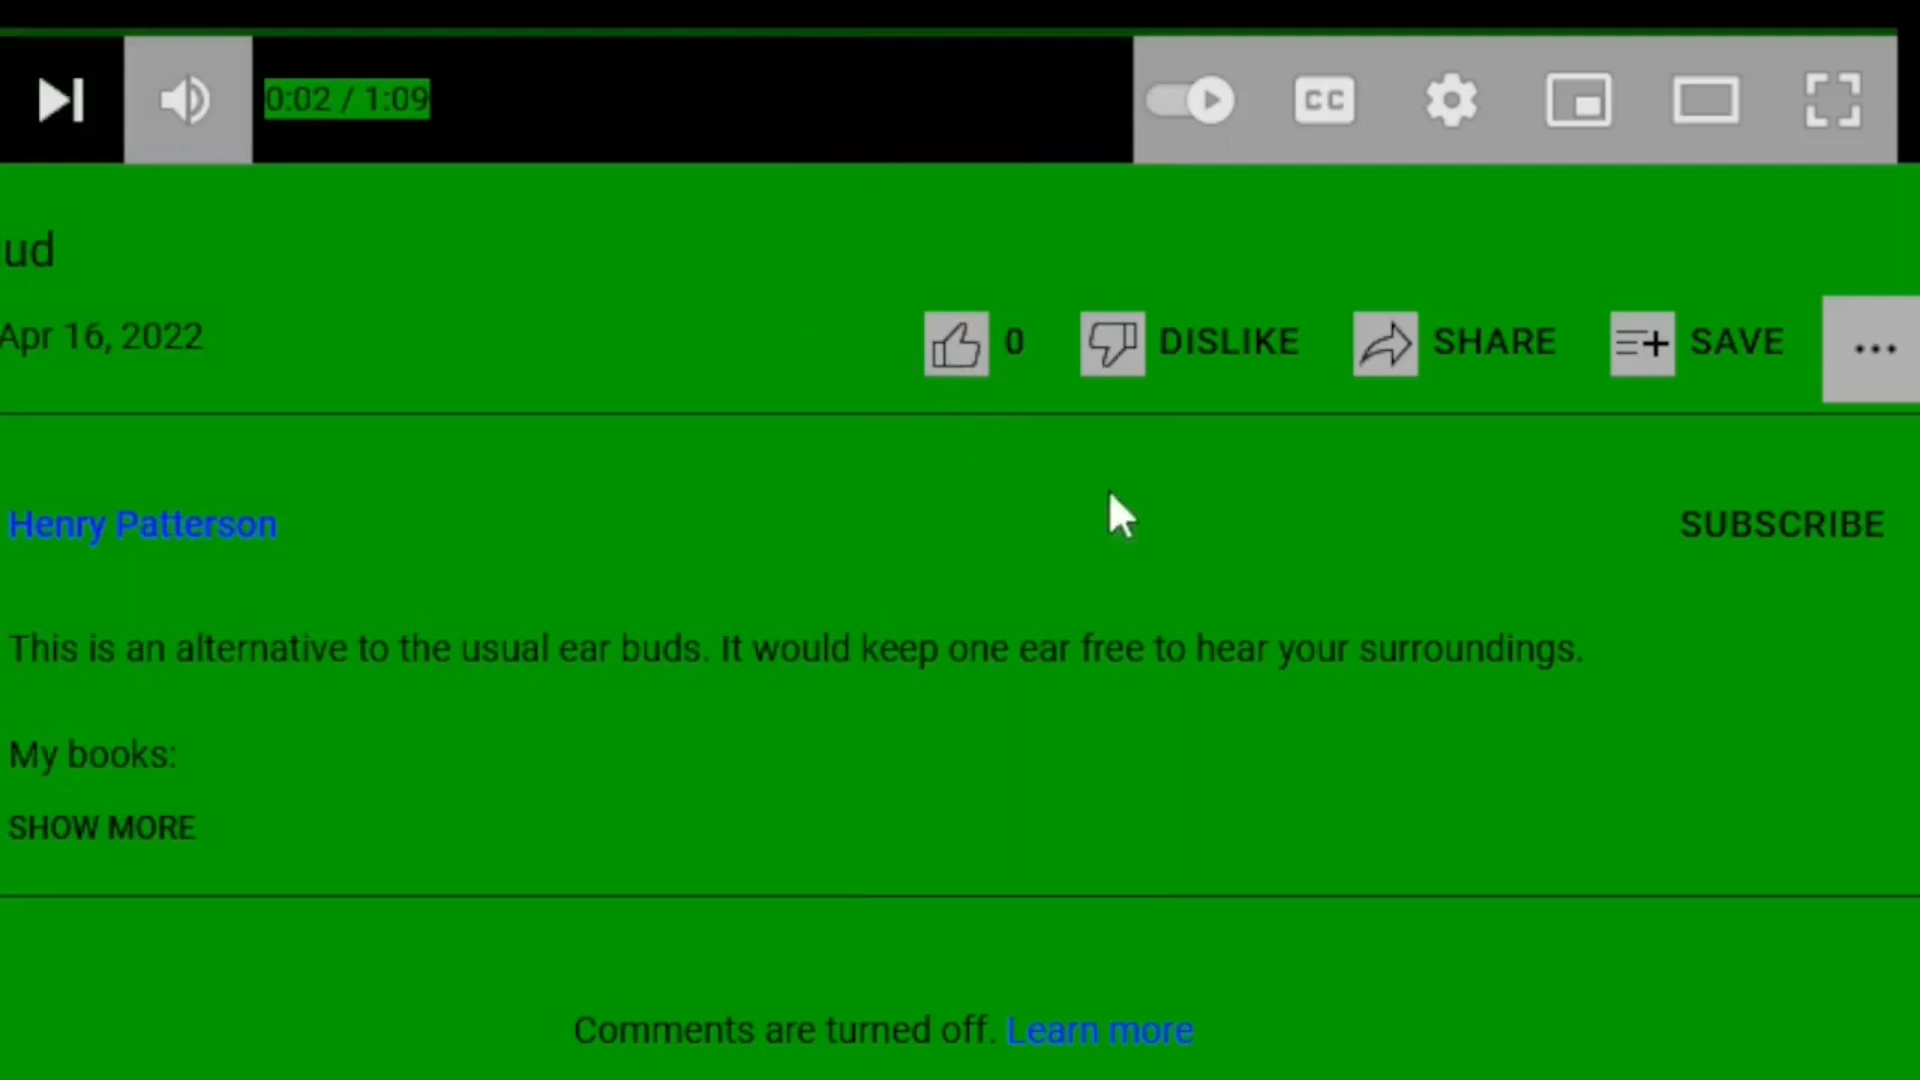 0:02 / 1:09
CC
ud
Apr 16, 2022
0 DISLIKE SHARE SAVE
Henry Patterson
SUBSCRIBE
This is an alternative to the usual ear buds. It would keep one ear free to hear your surroundings.
My books:
SHOW MORE
Comments are turned off. Learn more